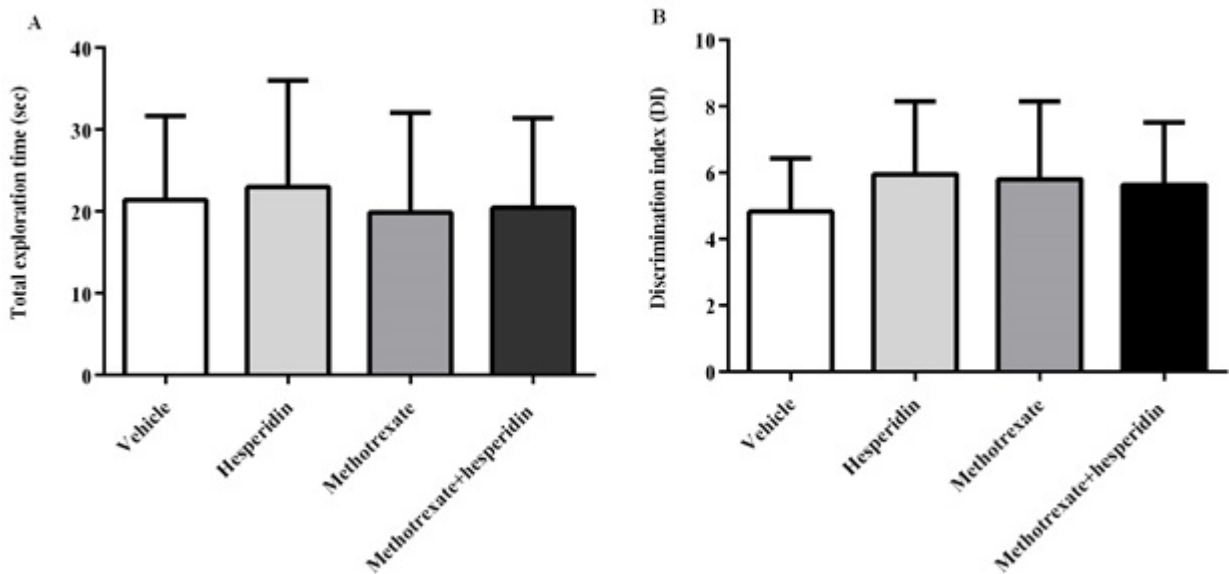 A
Total exploration time (sec)
40
30
20
10
0
Vehicle
Hesperidin
Methotrexate
Methotrexate+hesperidin
B
Discrimination index (DI)
10
8
6
4
2
0
Vehicle
Hesperidin
Methotrexate
Methotrexate+hesperidin